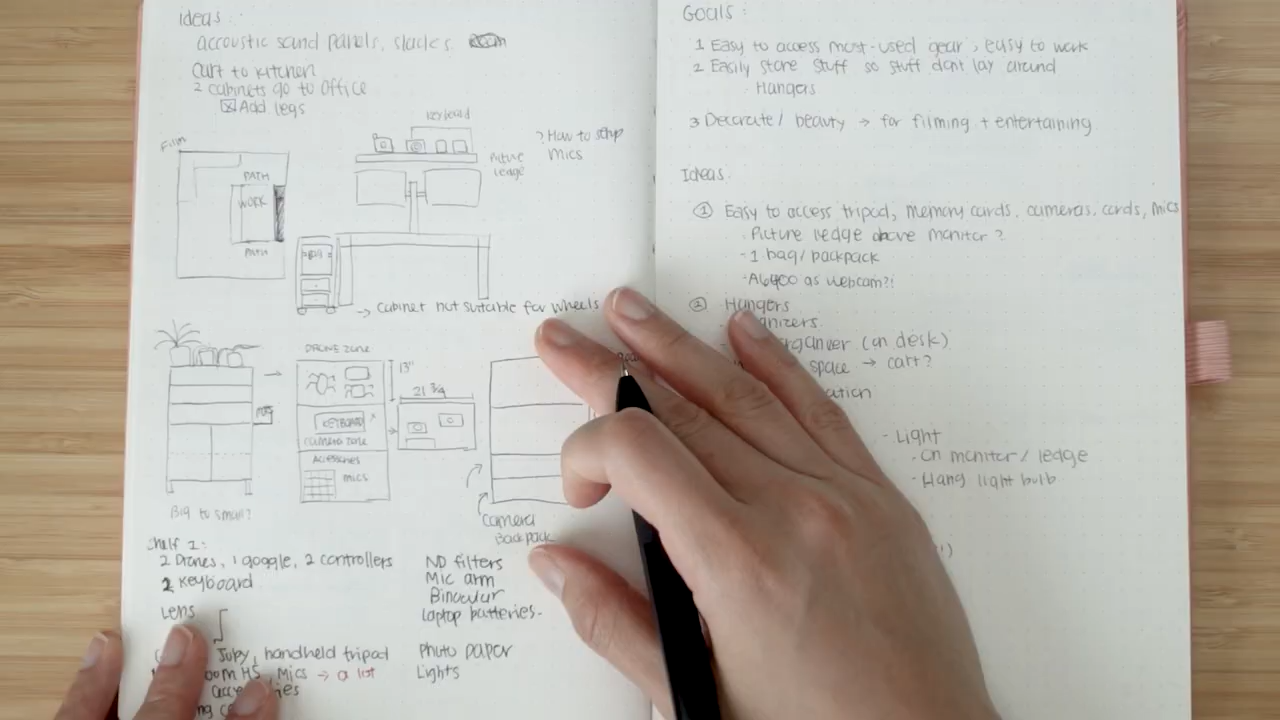 Ideas:
accoustic sound panels, slacks.
Cart to kitchen
2 cabinets go to office
Add legs
Keyboard
Film
PATH
WORK
PATH
Picture
ledge
? How to setup
mics
→ Cabinet not suitable for wheels
DRONE ZONE
13"
21 3/4
KEYBOARD
camera zone
Accessories
MICS
Big to small?
Camera
Backpack
Shelf 1:
2 Drones, 1 goggle, 2 controllers
2 Keyboard
Lens
Joby, handheld tripod
Mics → a lot
ND filters
Mic arm
Binocular
Laptop batteries
Photo paper
Lights
Goals:
1 Easy to access most-used gear, easy to work
2 Easily store stuff so stuff dont lay around
· Hangers
3 Decorate / beauty → for filming + entertaining
Ideas:
① Easy to access tripod, memory cards, cameras, cords, mics
· Picture ledge above monitor?
- 1 bag/backpack
- A6400 as webcam?!
② Hangers
organizer (on desk)
space → cart?
- Light
· On monitor / ledge
· Hang light bulb